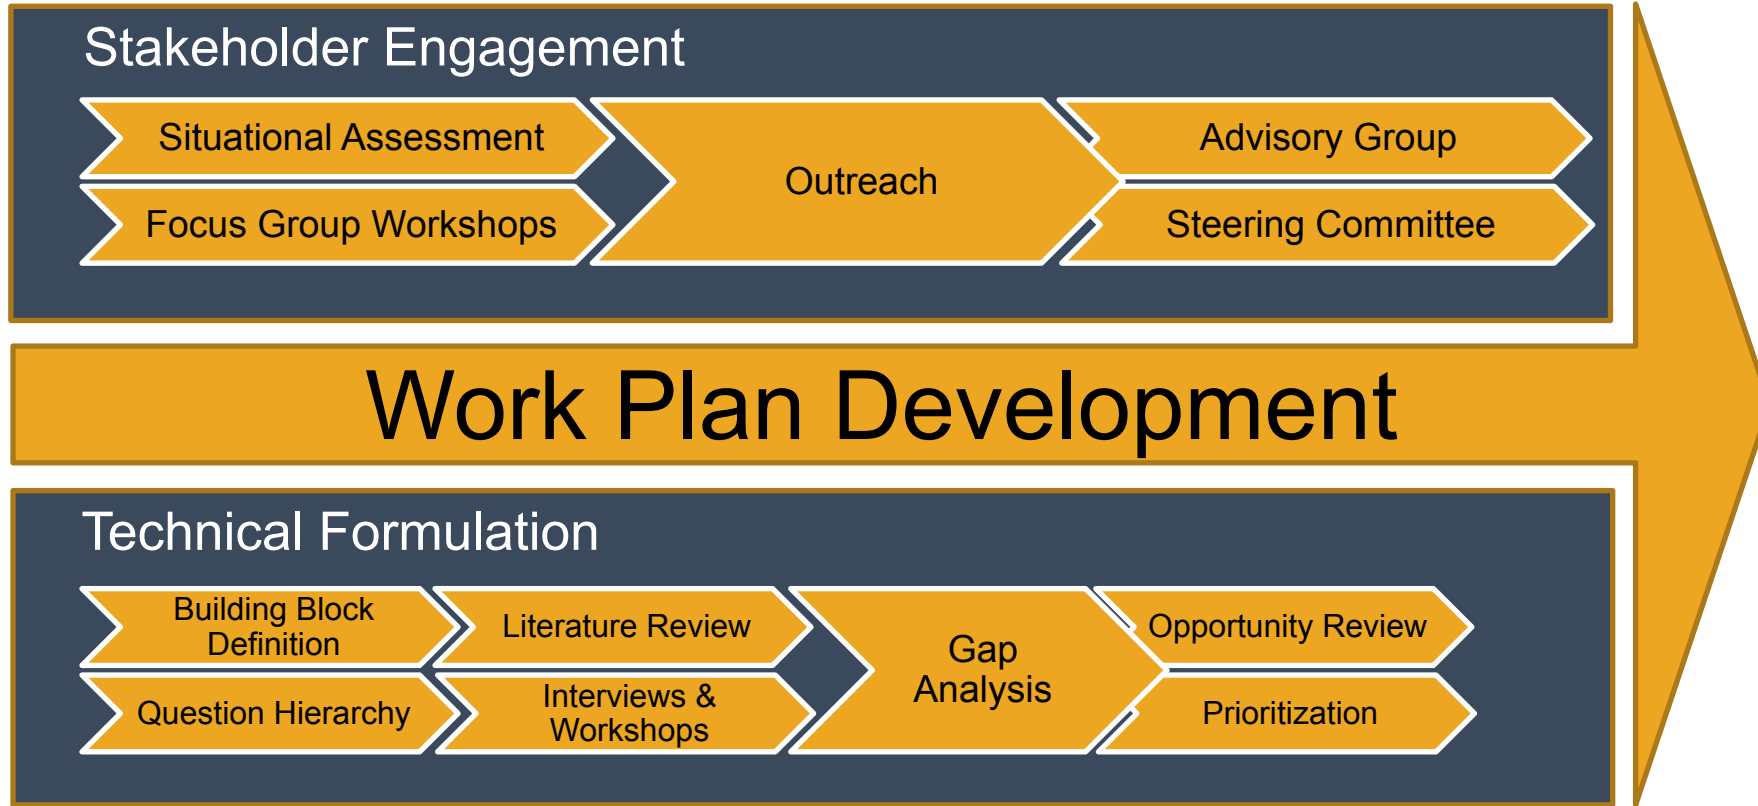 Stakeholder Engagement
Situational Assessment
Focus Group Workshops
Outreach
Advisory Group
Steering Committee
Work Plan Development
Technical Formulation
Building Block
Definition
Question Hierarchy
Literature Review
Interviews &
Workshops
Gap
Analysis
Opportunity Review
Prioritization